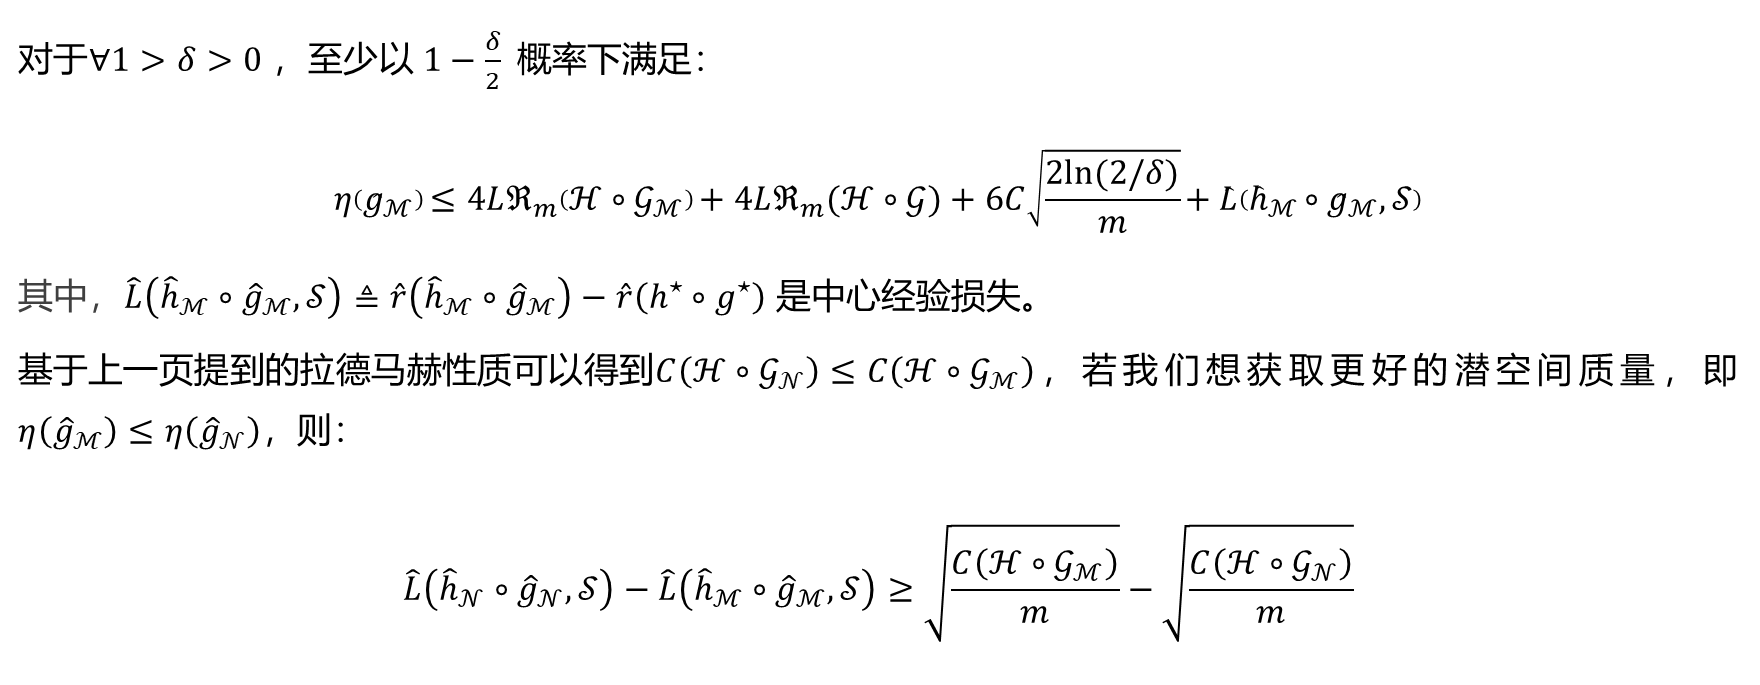 对于∀1 > δ > 0 ，至少以 1 − δ/2 概率下满足：
η(g_ℳ) ≤ 4Lℜ_m(ℋ ∘ 𝒢_ℳ) + 4Lℜ_m(ℋ ∘ 𝒢) + 6C√(2ln(2/δ)/m) + L(h_ℳ ∘ g_ℳ, 𝒮)
其中，L̂(ĥ_ℳ ∘ ĝ_ℳ, 𝒮) ≜ r̂(ĥ_ℳ ∘ ĝ_ℳ) − r̂(h⋆ ∘ g⋆) 是中心经验损失。
基于上一页提到的拉德马赫性质可以得到C(ℋ ∘ 𝒢_𝒩) ≤ C(ℋ ∘ 𝒢_ℳ) ，若我们想获取更好的潜空间质量，即
η(ĝ_ℳ) ≤ η(ĝ_𝒩)，则：
L̂(ĥ_𝒩 ∘ ĝ_𝒩, 𝒮) − L̂(ĥ_ℳ ∘ ĝ_ℳ, 𝒮) ≥ √(C(ℋ ∘ 𝒢_ℳ)/m) − √(C(ℋ ∘ 𝒢_𝒩)/m)